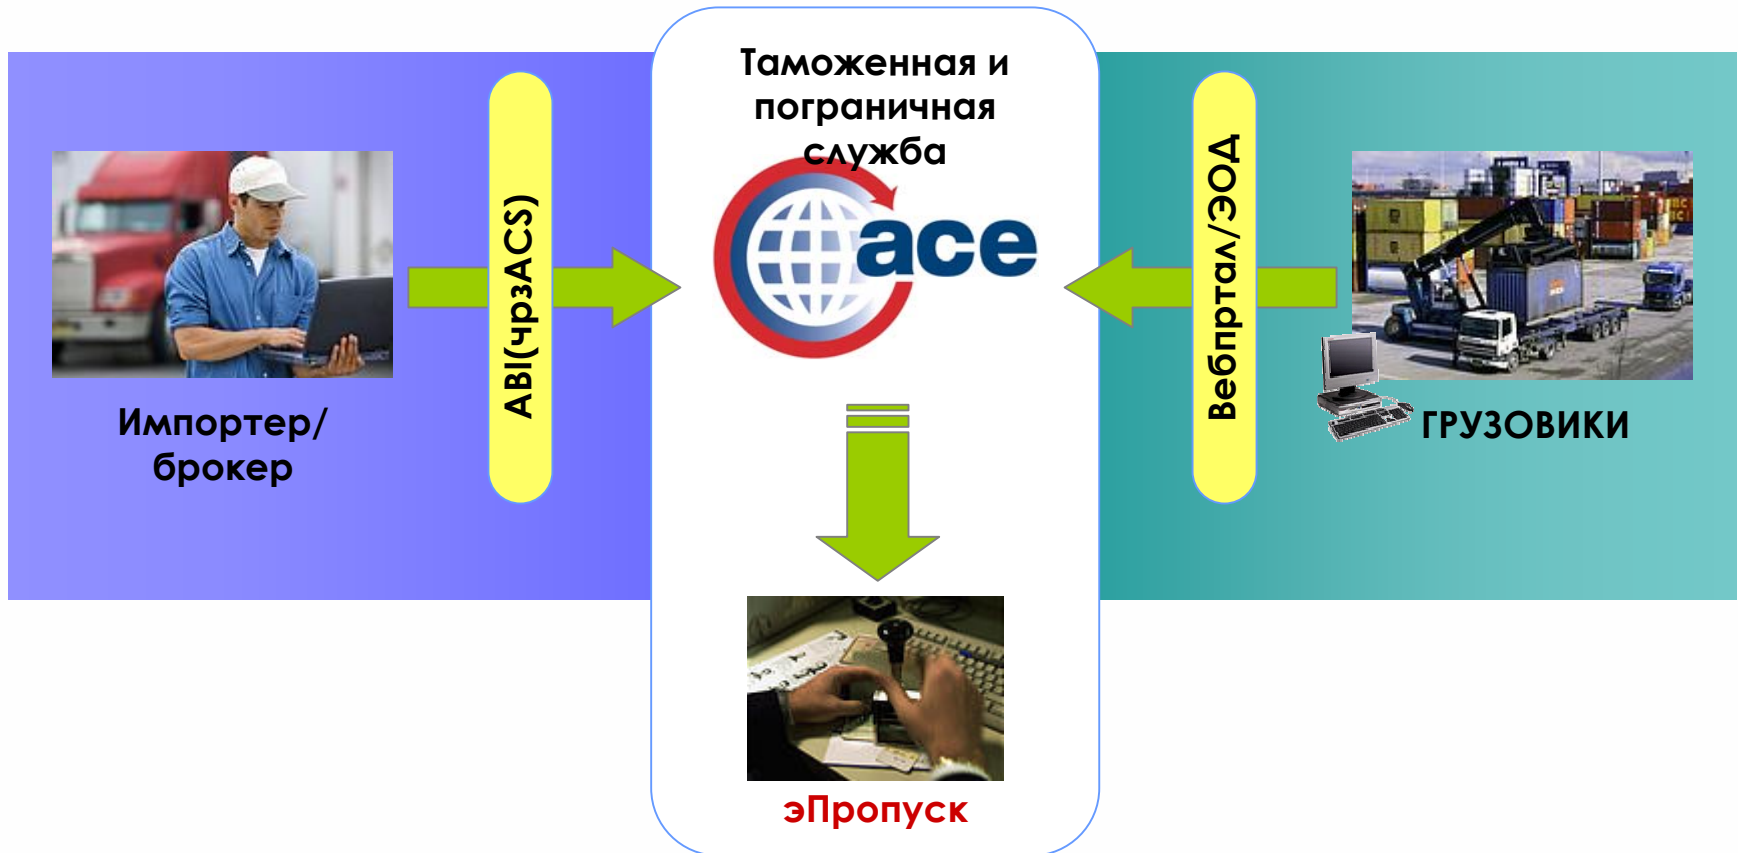 Таможенная и
пограничная
служба
ace
ABI(чрзACS)
Вебпртал/ЭОД
Импортер/
брокер
ГРУЗОВИКИ
эПропуск